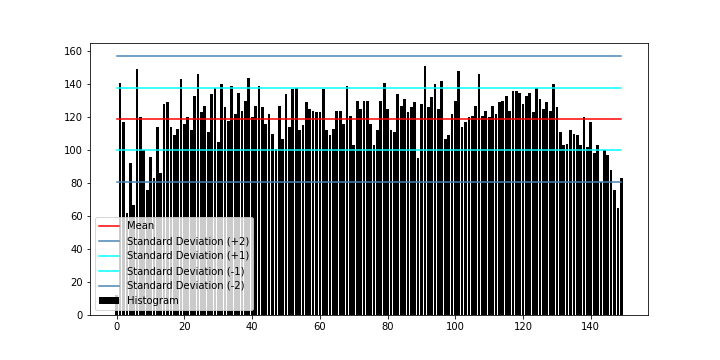 160
140
120
100
80
60
40
20
0
Mean
Standard Deviation (+2)
Standard Deviation (+1)
Standard Deviation (-1)
Standard Deviation (-2)
Histogram
0 20 40 60 80 100 120 140